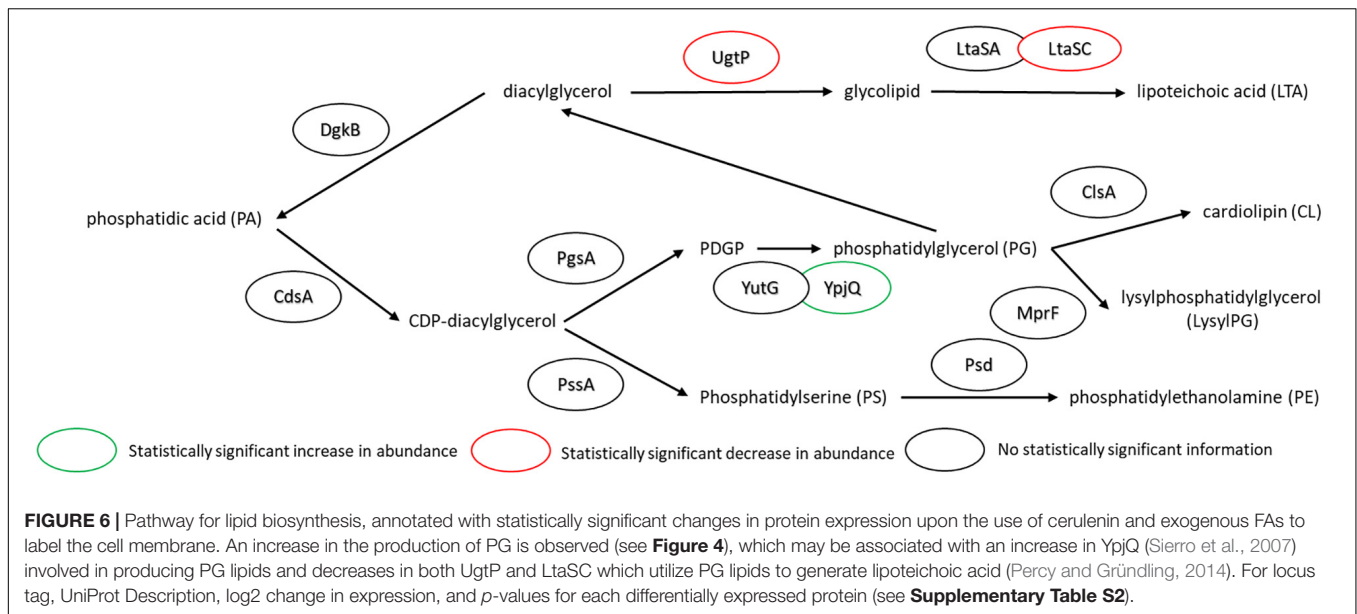 UgtP
LtaSA
LtaSC
diacylglycerol
glycolipid
lipoteichoic acid (LTA)
DgkB
ClsA
phosphatidic acid (PA)
cardiolipin (CL)
PgsA
PDGP
phosphatidylglycerol (PG)
CdsA
YutG
YpjQ
lysylphosphatidylglycerol
(LysylPG)
CDP-diacylglycerol
MprF
PssA
Psd
Phosphatidylserine (PS)
phosphatidylethanolamine (PE)
Statistically significant increase in abundance
Statistically significant decrease in abundance
No statistically significant information
FIGURE 6 | Pathway for lipid biosynthesis, annotated with statistically significant changes in protein expression upon the use of cerulenin and exogenous FAs to
label the cell membrane. An increase in the production of PG is observed (see Figure 4), which may be associated with an increase in YpjQ (Sierro et al., 2007)
involved in producing PG lipids and decreases in both UgtP and LtaSC which utilize PG lipids to generate lipoteichoic acid (Percy and Gründling, 2014). For locus
tag, UniProt Description, log2 change in expression, and p-values for each differentially expressed protein (see Supplementary Table S2).